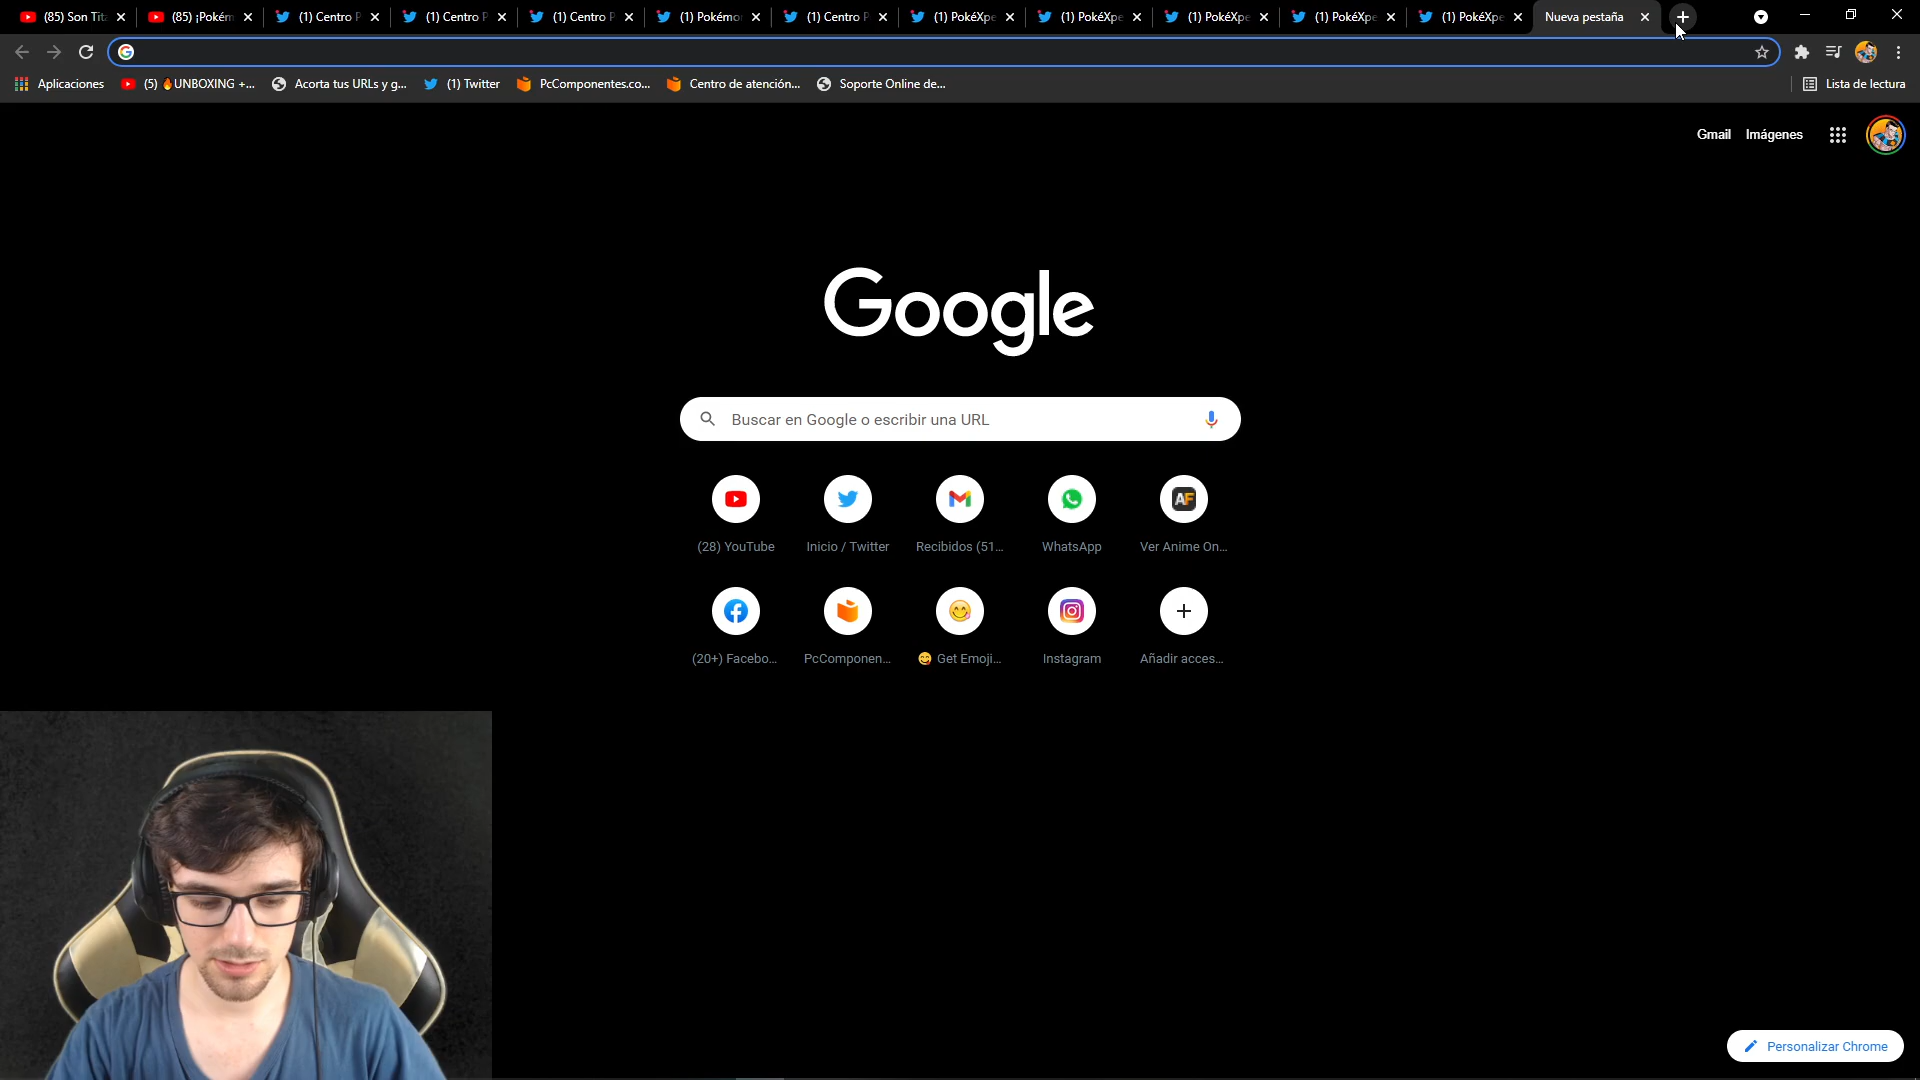 (85) Son Tit
(85) ¡Pokém
(1) Centro P
(1) Centro P
(1) Centro P
(1) Pokémo
(1) Centro P
(1) PokéXpe
(1) PokéXpe
(1) PokéXpe
(1) PokéXpe
(1) PokéXpe
Nueva pestaña
Aplicaciones
(5) 🔥UNBOXING +...
Acorta tus URLs y g...
(1) Twitter
PcComponentes.co...
Centro de atención...
Soporte Online de...
Lista de lectura
Gmail
Imágenes
Google
Buscar en Google o escribir una URL
AF
(28) YouTube
Inicio / Twitter
Recibidos (51...
WhatsApp
Ver Anime On...
(20+) Facebo...
PcComponen...
😋 Get Emoji...
Instagram
Añadir acces...
Personalizar Chrome